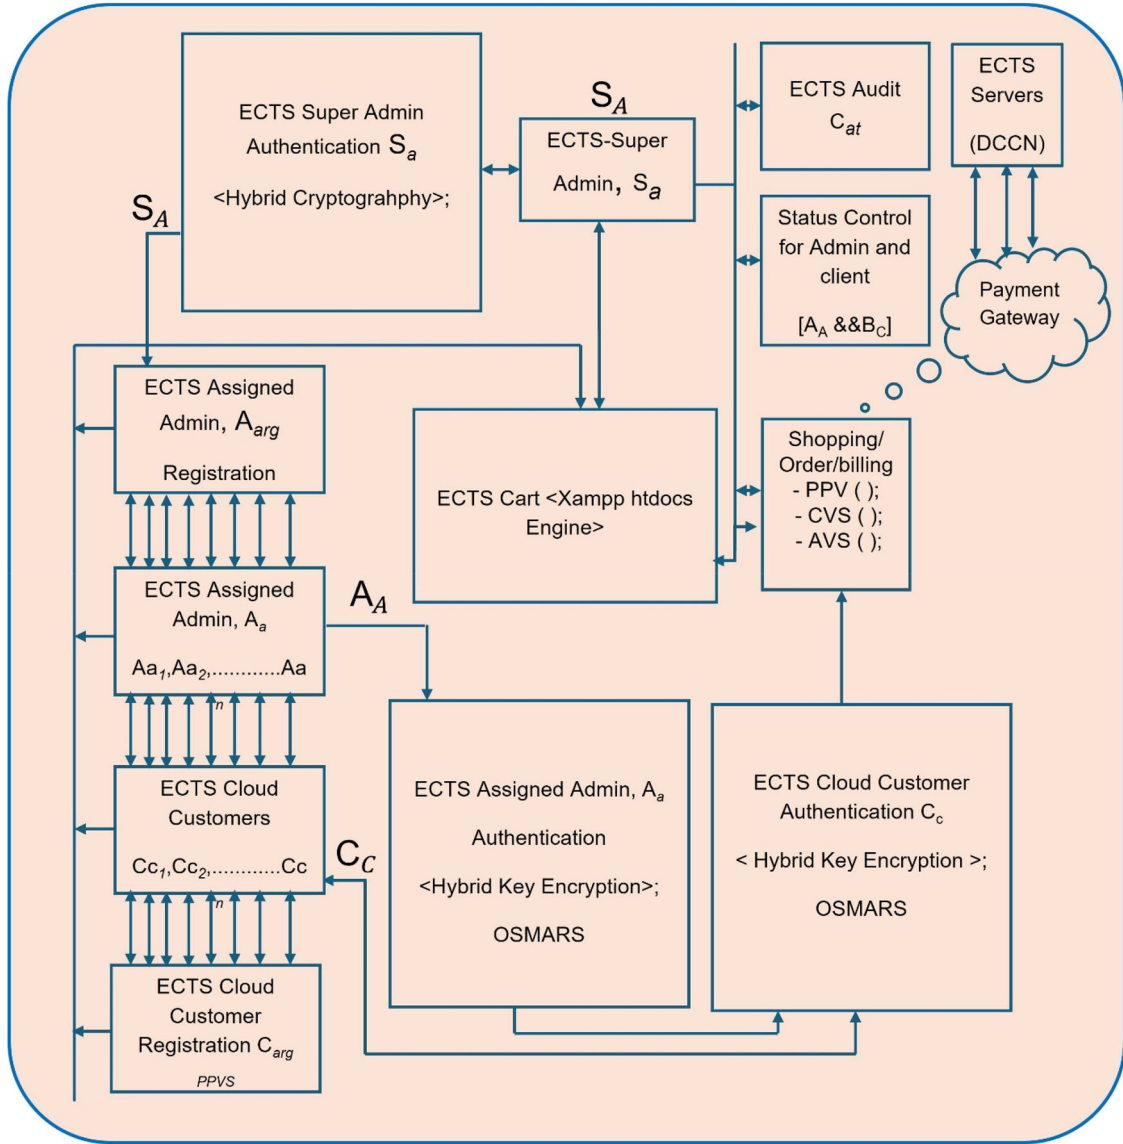 ECTS Super Admin
Authentication Sa
<Hybrid Cryptograhphy>;
SA
ECTS-Super
Admin, Sa
SA
ECTS Audit
Cat
ECTS
Servers
(DCCN)
Status Control
for Admin and
client
[AA &&BC]
Payment
Gateway
ECTS Assigned
Admin, Aarg
Registration
ECTS Cart <Xampp htdocs
Engine>
Shopping/
Order/billing
- PPV ( );
- CVS ( );
- AVS ( );
ECTS Assigned
Admin, Aa
Aa1,Aa2,............Aa
n
AA
ECTS Cloud
Customers
Cc1,Cc2,............Cc
n
CC
ECTS Assigned Admin, Aa
Authentication
<Hybrid Key Encryption>;
OSMARS
ECTS Cloud Customer
Authentication Cc
< Hybrid Key Encryption >;
OSMARS
ECTS Cloud
Customer
Registration Carg
PPVS